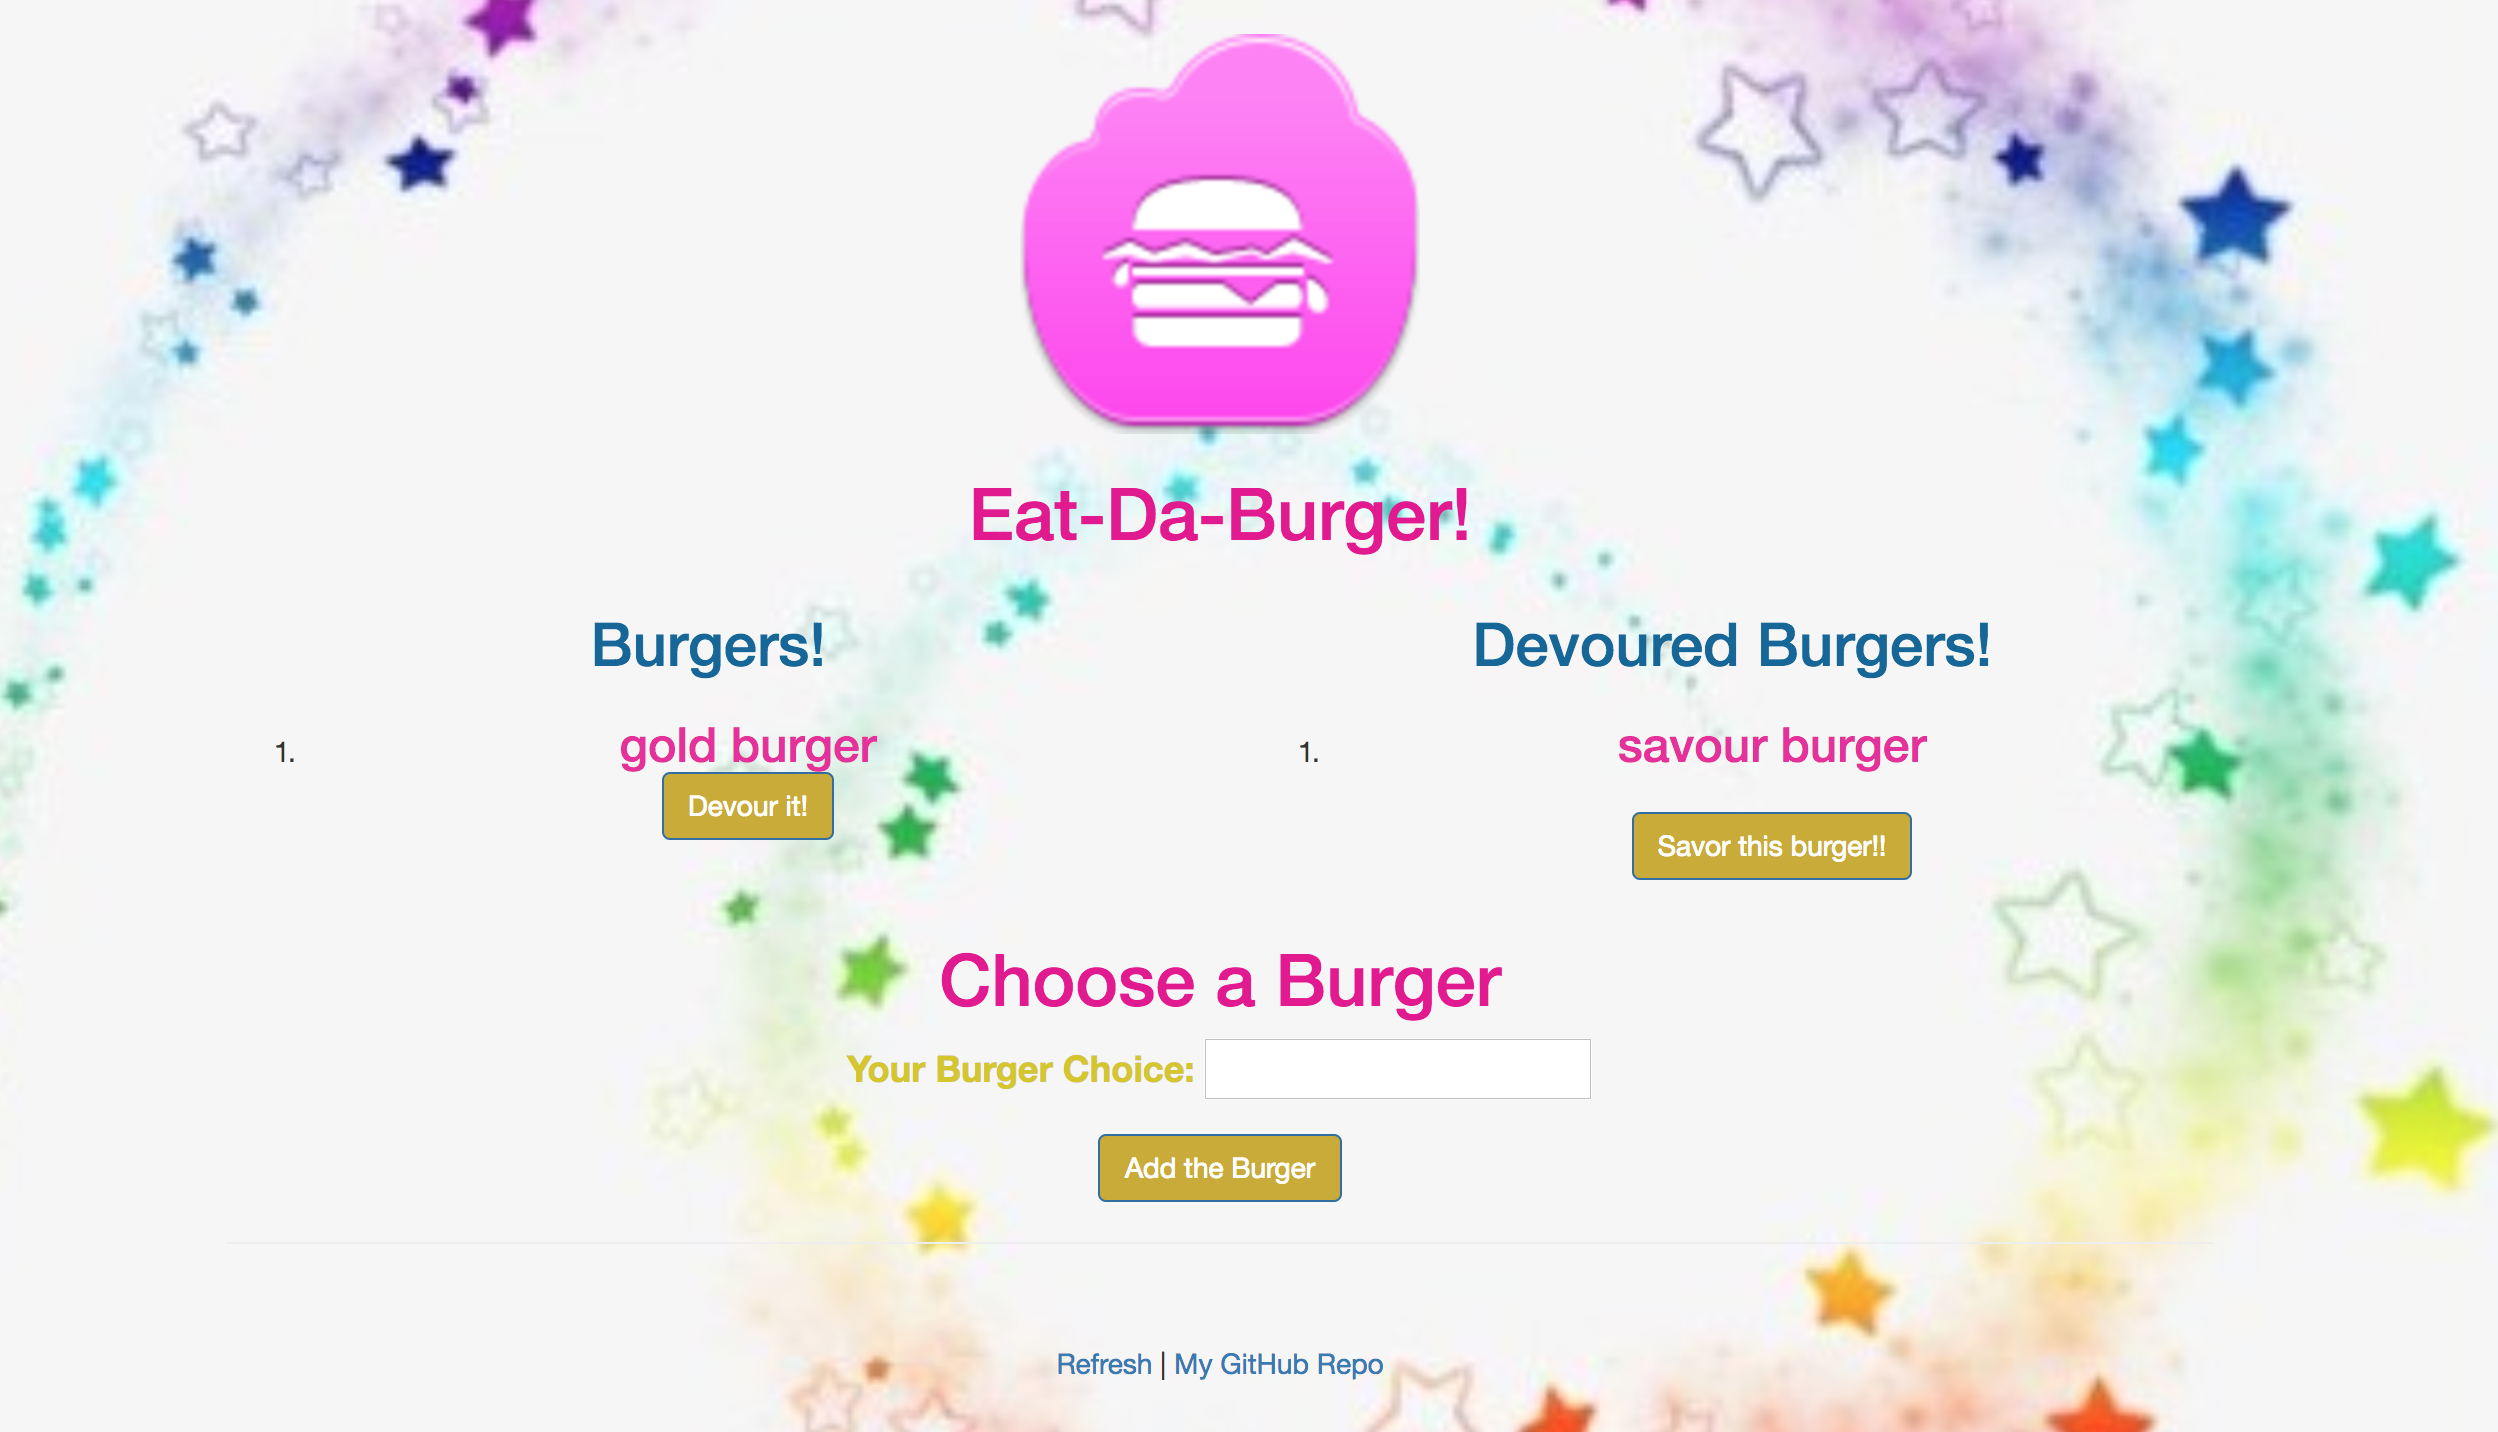 Eat-Da-Burger!
Burgers!
1. gold burger
Devour it!
Devoured Burgers!
1. savour burger
Savor this burger!!
Choose a Burger
Your Burger Choice:
Add the Burger
Refresh | My GitHub Repo